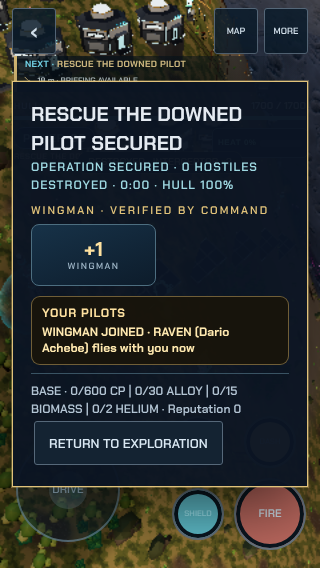 ‹
MAP
MORE
NEXT · RESCUE THE DOWNED PILOT
10 m · BRIEFING AVAILABLE
RESCUE THE DOWNED
PILOT SECURED
OPERATION SECURED · 0 HOSTILES
DESTROYED · 0:00 · HULL 100%
WINGMAN · VERIFIED BY COMMAND
+1
WINGMAN
YOUR PILOTS
WINGMAN JOINED · RAVEN (Dario
Achebe) flies with you now
BASE · 0/600 CP | 0/30 ALLOY | 0/15
BIOMASS | 0/2 HELIUM · Reputation 0
RETURN TO EXPLORATION
DRIVE
SHIELD
FIRE